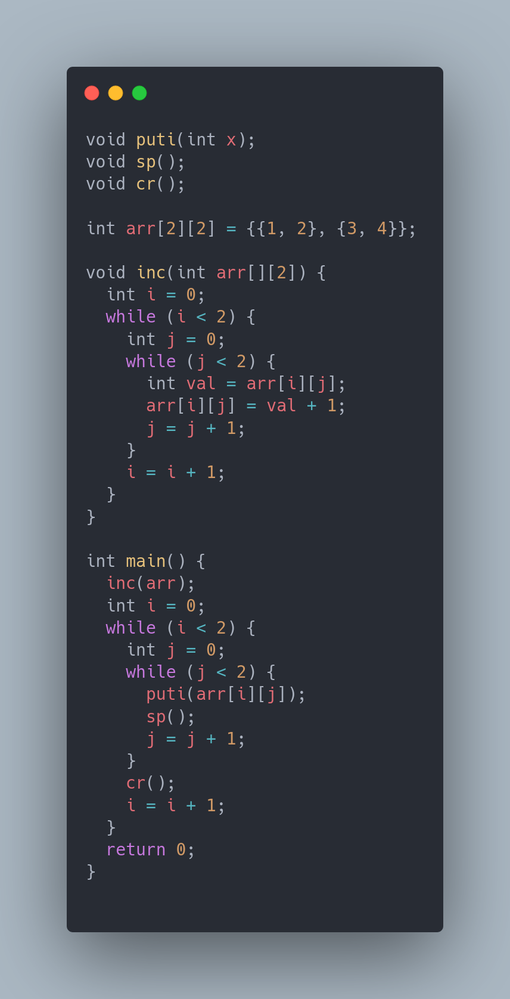 void puti(int x);
void sp();
void cr();

int arr[2][2] = {{1, 2}, {3, 4}};

void inc(int arr[][2]) {
  int i = 0;
  while (i < 2) {
    int j = 0;
    while (j < 2) {
      int val = arr[i][j];
      arr[i][j] = val + 1;
      j = j + 1;
    }
    i = i + 1;
  }
}

int main() {
  inc(arr);
  int i = 0;
  while (i < 2) {
    int j = 0;
    while (j < 2) {
      puti(arr[i][j]);
      sp();
      j = j + 1;
    }
    cr();
    i = i + 1;
  }
  return 0;
}